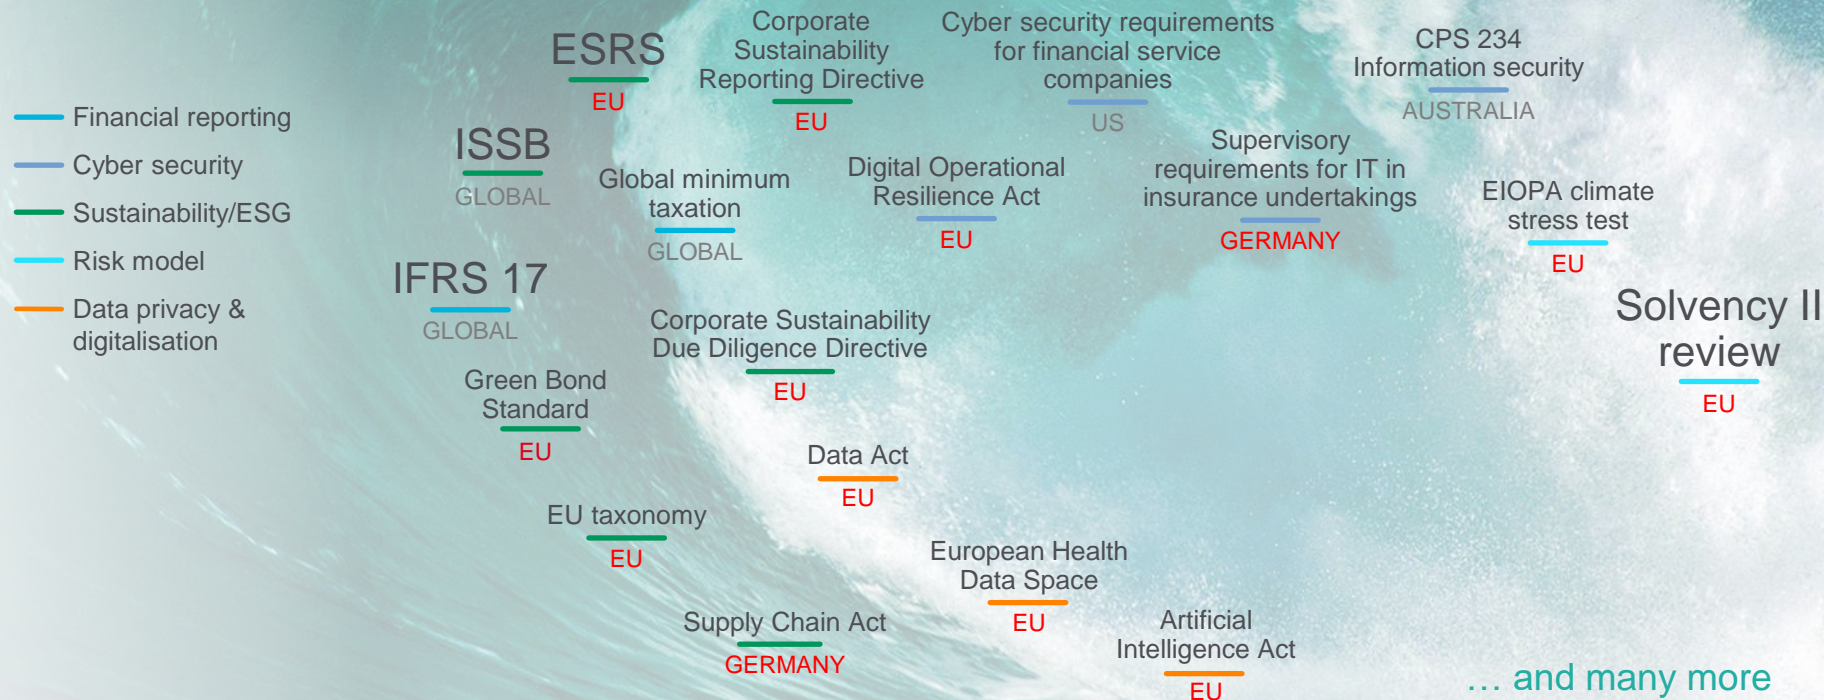 Financial reporting
Cyber security
Sustainability/ESG
Risk model
Data privacy &
digitalisation
ESRS
EU
Corporate
Sustainability
Reporting Directive
EU
Cyber security requirements
for financial service
companies
US
CPS 234
Information security
AUSTRALIA
ISSB
GLOBAL
Global minimum
taxation
GLOBAL
Digital Operational
Resilience Act
EU
Supervisory
requirements for IT in
insurance undertakings
GERMANY
EIOPA climate
stress test
EU
IFRS 17
GLOBAL
Corporate Sustainability
Due Diligence Directive
EU
Solvency II
review
EU
Green Bond
Standard
EU
Data Act
EU
EU taxonomy
EU
European Health
Data Space
EU
Supply Chain Act
GERMANY
Artificial
Intelligence Act
EU
... and many more